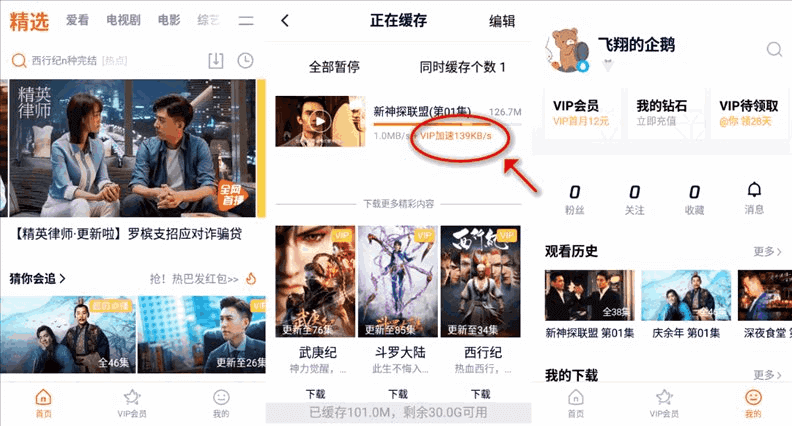 精选
爱看
电视剧
电影
综艺
西行纪n种完结 [热点]
精英
律师
全网
首播
【精英律师·更新啦】罗槟支招应对诈骗贷
猜你会追 >
抢！热巴发红包>>
全46集
VIP
更新至26集
首页
VIP会员
我的
正在缓存
编辑
全部暂停
同时缓存个数 1
新神探联盟(第01集)
126.7M
1.0MB/s + VIP加速139KB/s
下载更多精彩内容
VIP
武庚纪
更新至76集
VIP
更新至85集
西行纪
VIP
更新至34集
武庚纪
斗罗大陆
西行纪
神力觉醒，...
此生不悔入...
热血西行，...
下载
下载
下载
已缓存101.0M，剩余30.0G可用
飞翔的企鹅
VIP会员
VIP首月12元
我的钻石
立即充值
VIP待领取
@你 领28天
0
0
0
粉丝
关注
收藏
消息
观看历史
更多 >
全38集
全46集
新神探联盟 第01集
庆余年 第01集
深夜食堂 第
我的下载
更多 >
首页
VIP会员
我的